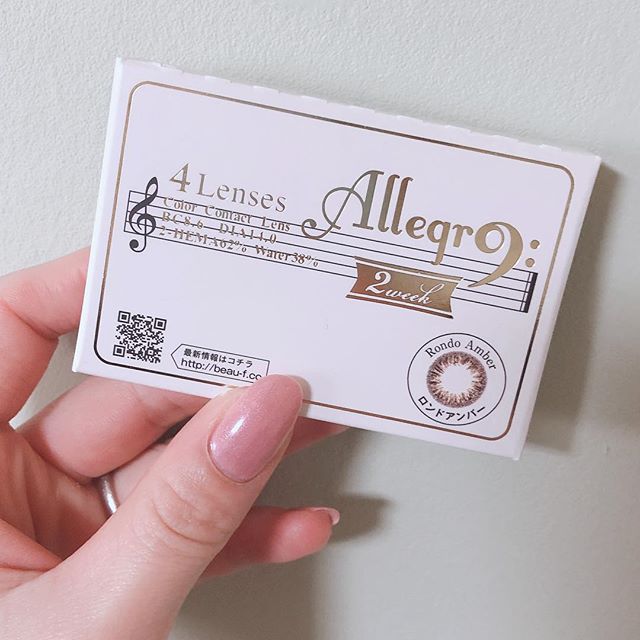 4 Lenses
Color Contact Lens
BC8.6 DIA14.0
2-HEMA62% Water38%
Allegro
2week
最新情報はコチラ
http://beau-f.co
Rondo Amber
ロンドアンバー